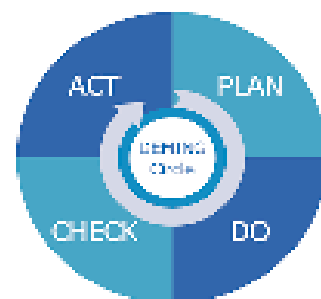 ACT
PLAN
DEMING
Circle
CHECK
DO